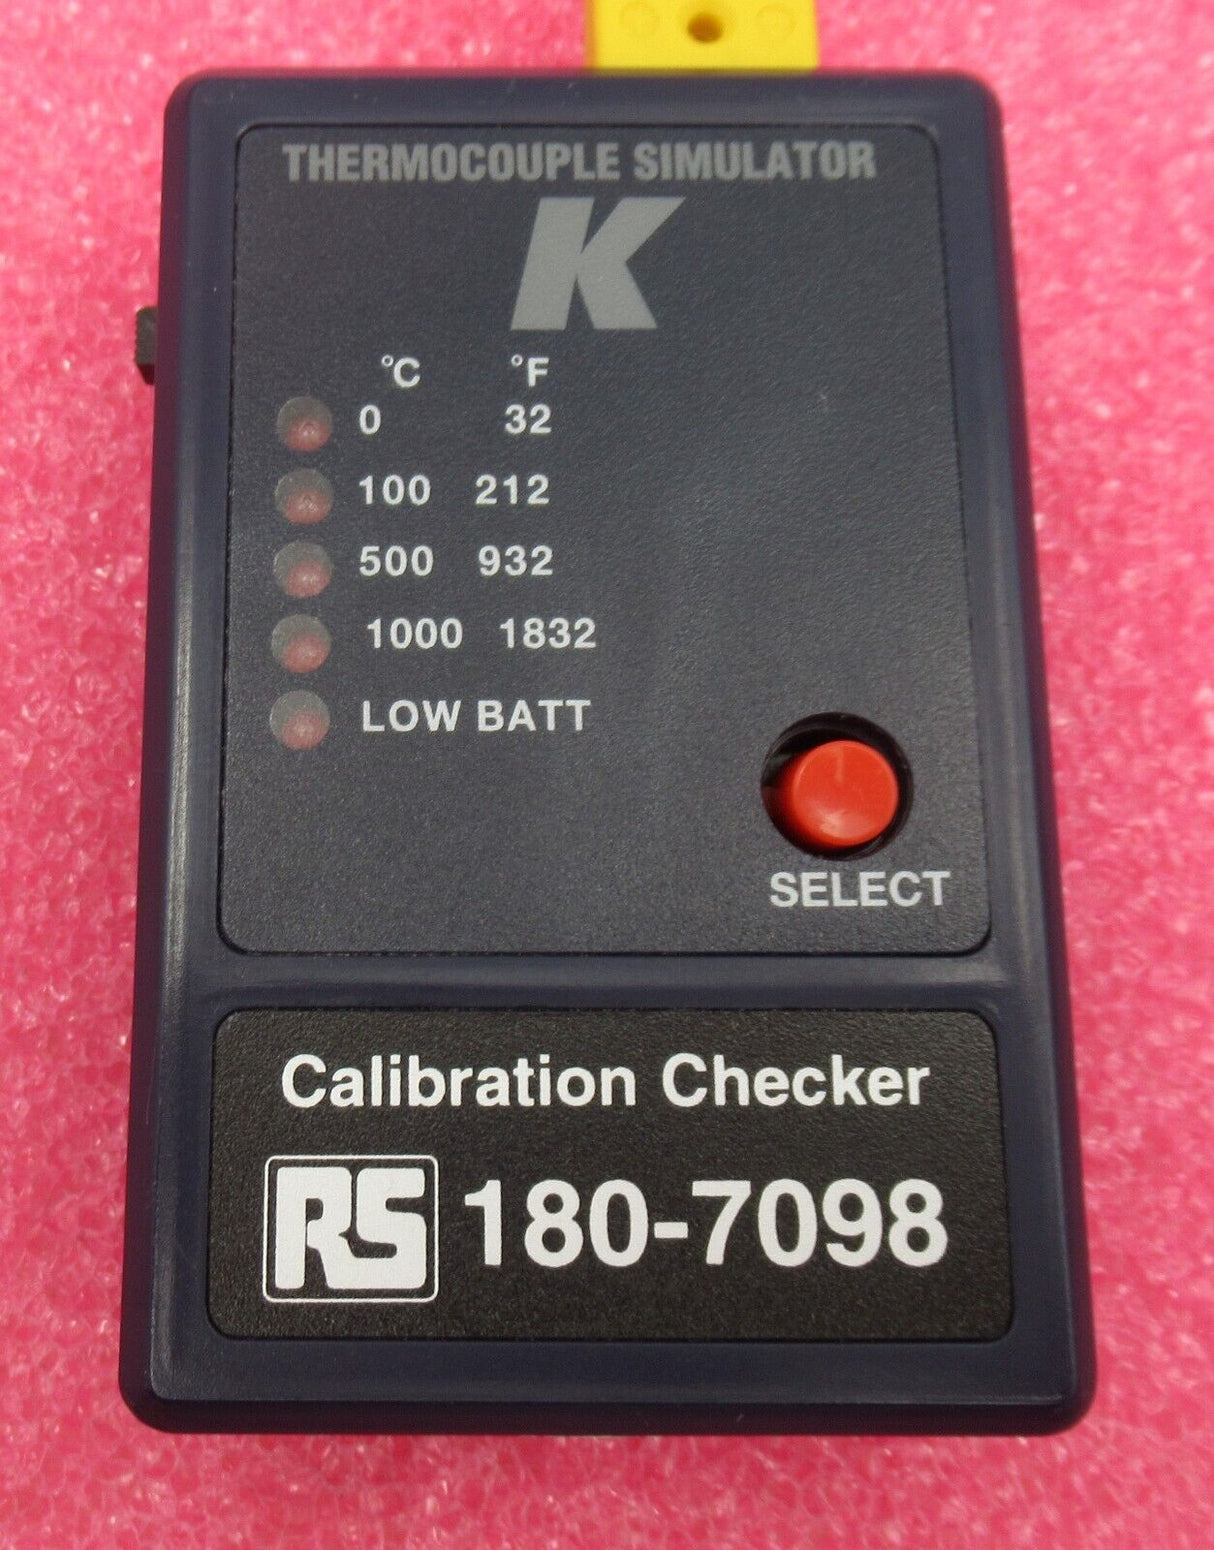 THERMOCOUPLE SIMULATOR
K
°C °F
0 32
100 212
500 932
1000 1832
LOW BATT
SELECT
Calibration Checker
RS 180-7098